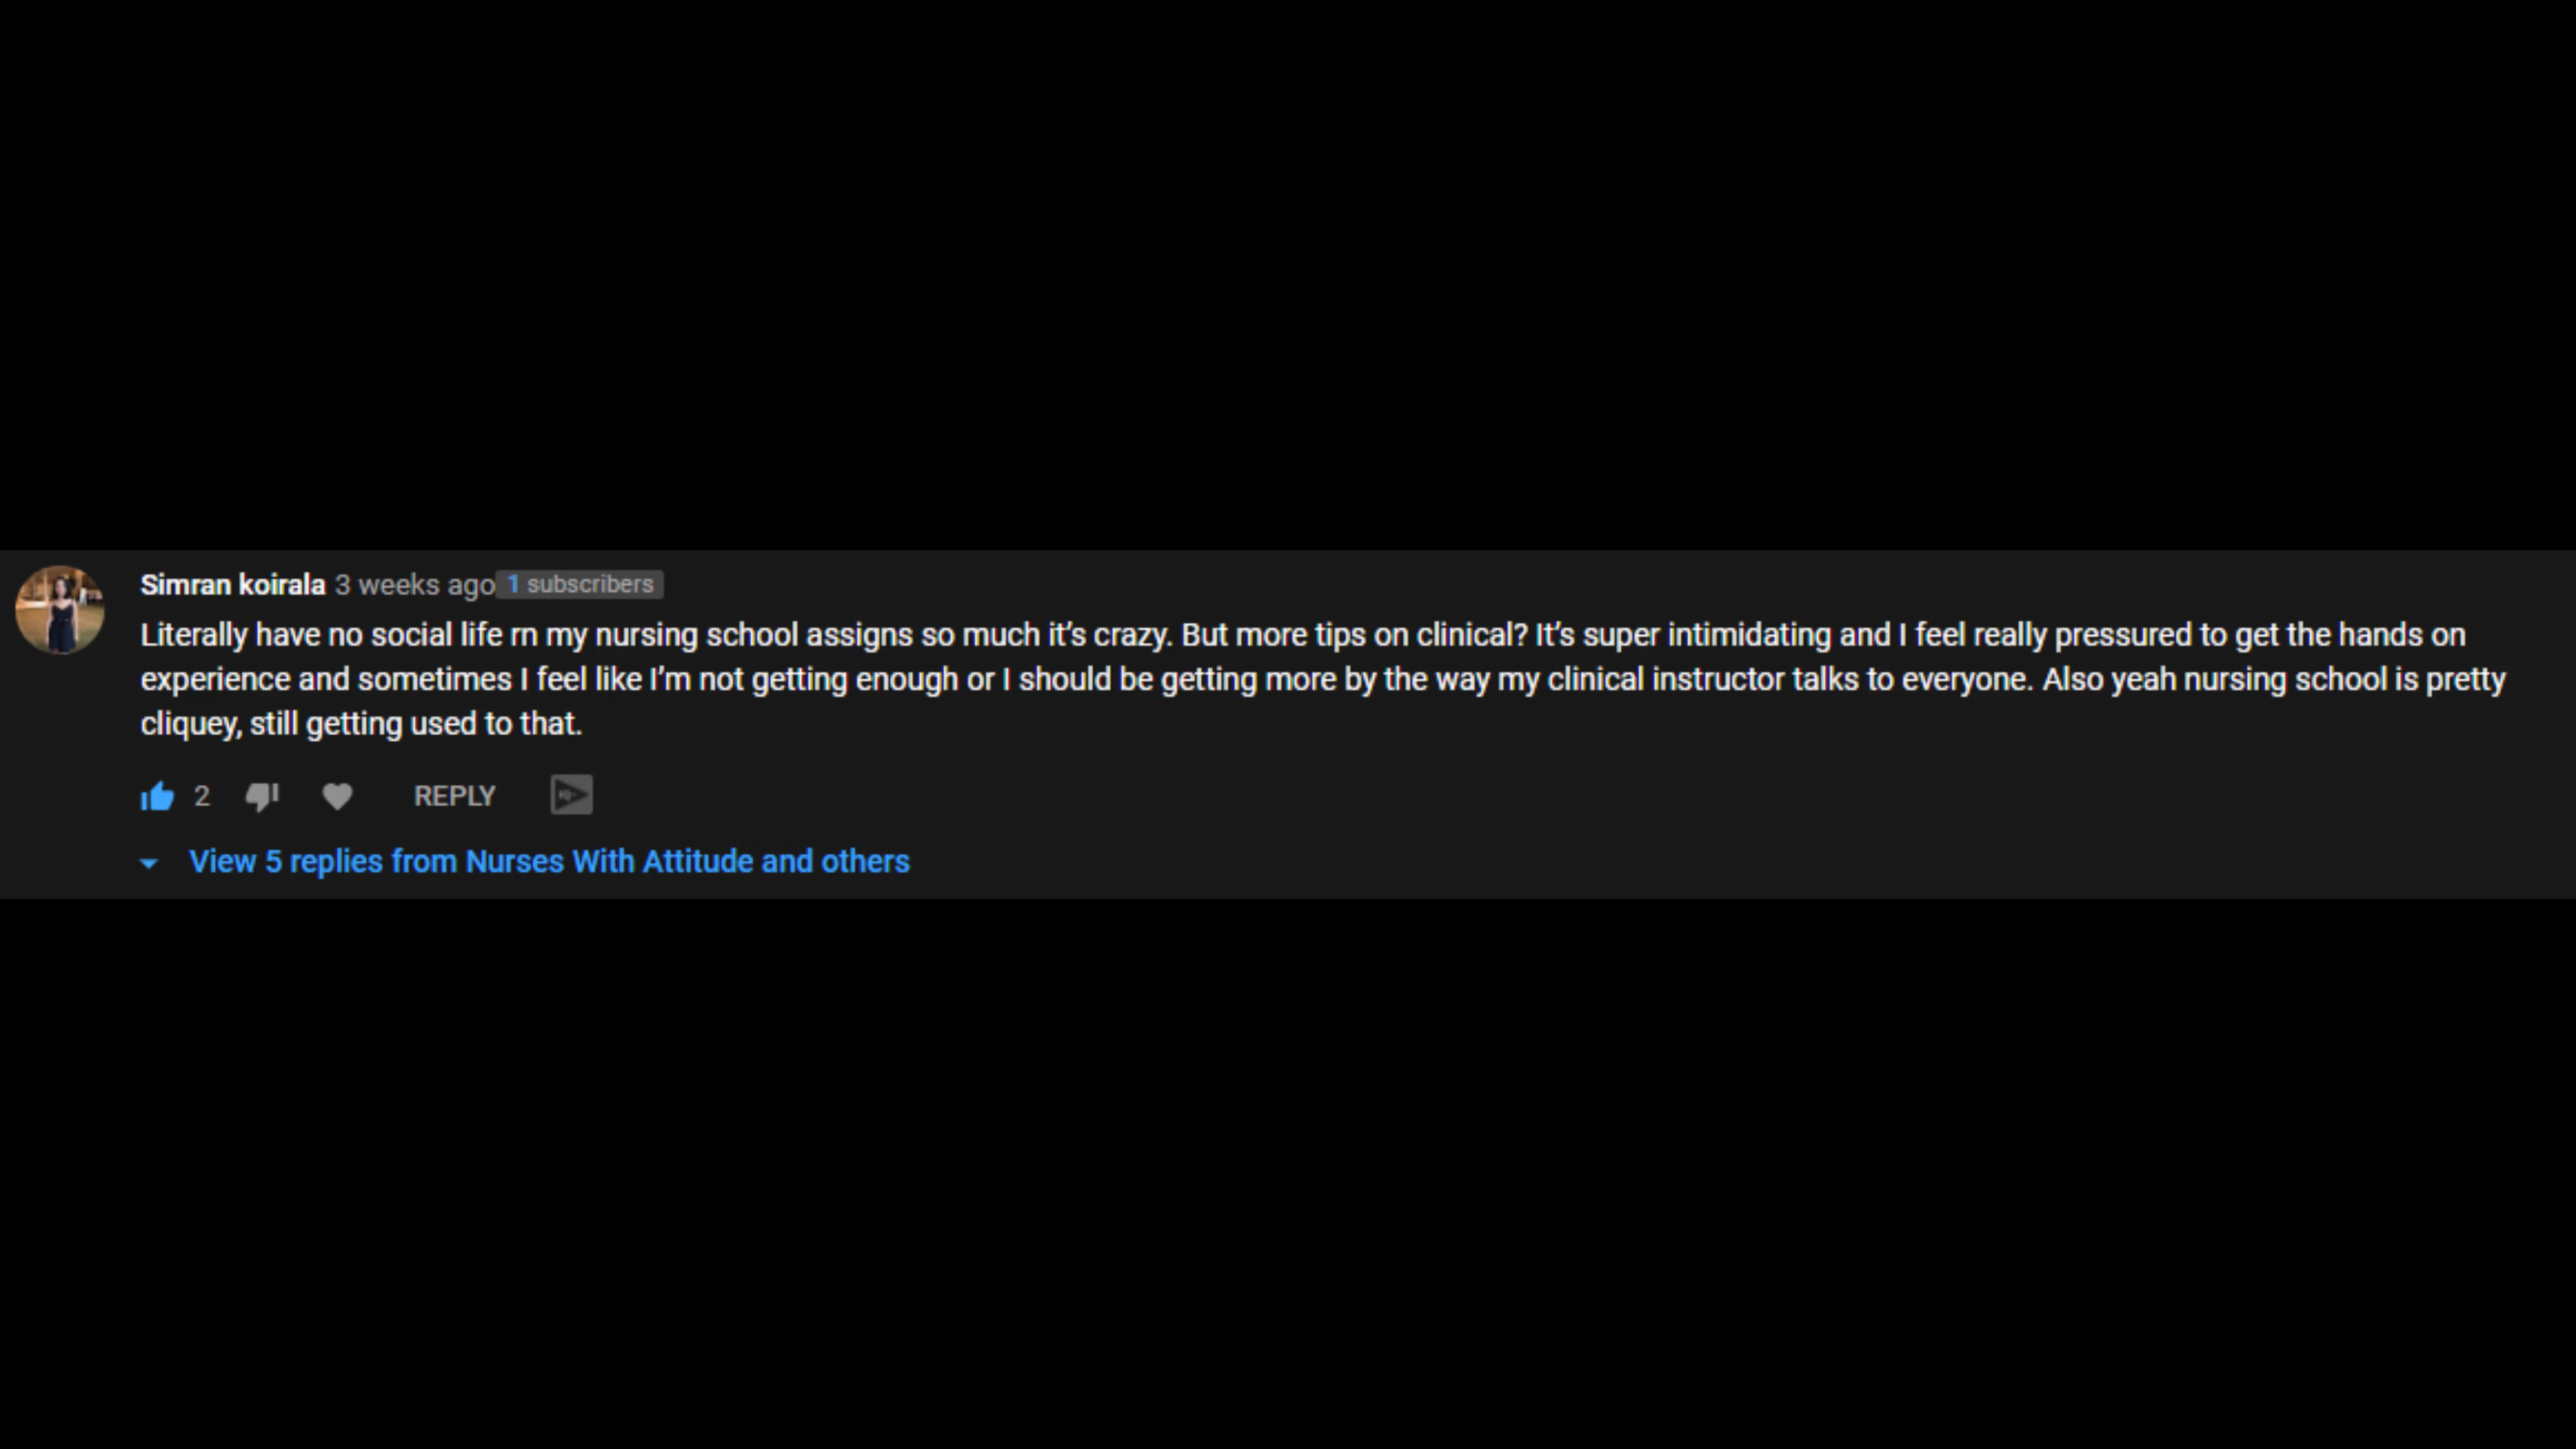 Simran koirala 3 weeks ago 1 subscribers
Literally have no social life rn my nursing school assigns so much it’s crazy. But more tips on clinical? It’s super intimidating and I feel really pressured to get the hands on
experience and sometimes I feel like I’m not getting enough or I should be getting more by the way my clinical instructor talks to everyone. Also yeah nursing school is pretty
cliquey, still getting used to that.
2 REPLY
View 5 replies from Nurses With Attitude and others